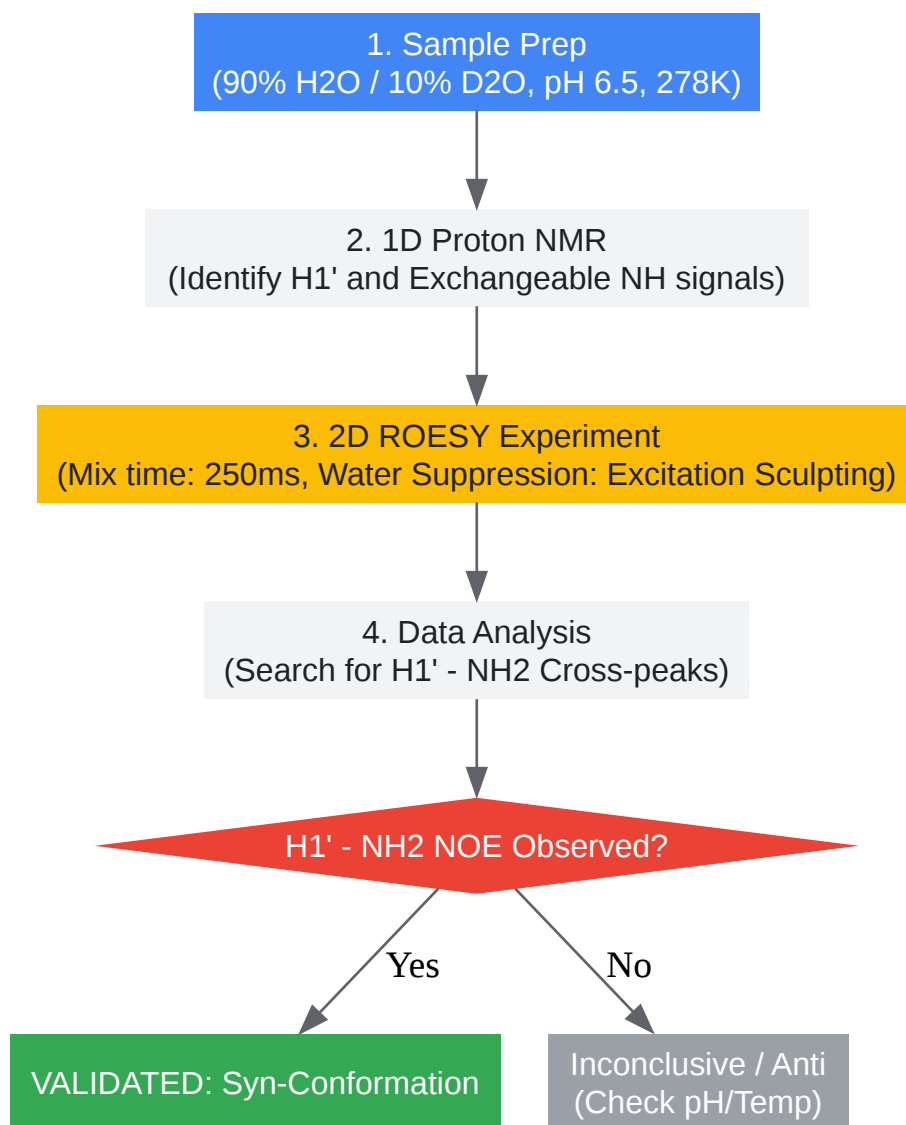 1. Sample Prep
(90% H2O / 10% D2O, pH 6.5, 278K)
2. 1D Proton NMR
(Identify H1' and Exchangeable NH signals)
3. 2D ROESY Experiment
(Mix time: 250ms, Water Suppression: Excitation Sculpting)
4. Data Analysis
(Search for H1' - NH2 Cross-peaks)
H1' - NH2 NOE Observed?
Yes
No
VALIDATED: Syn-Conformation
Inconclusive / Anti
(Check pH/Temp)